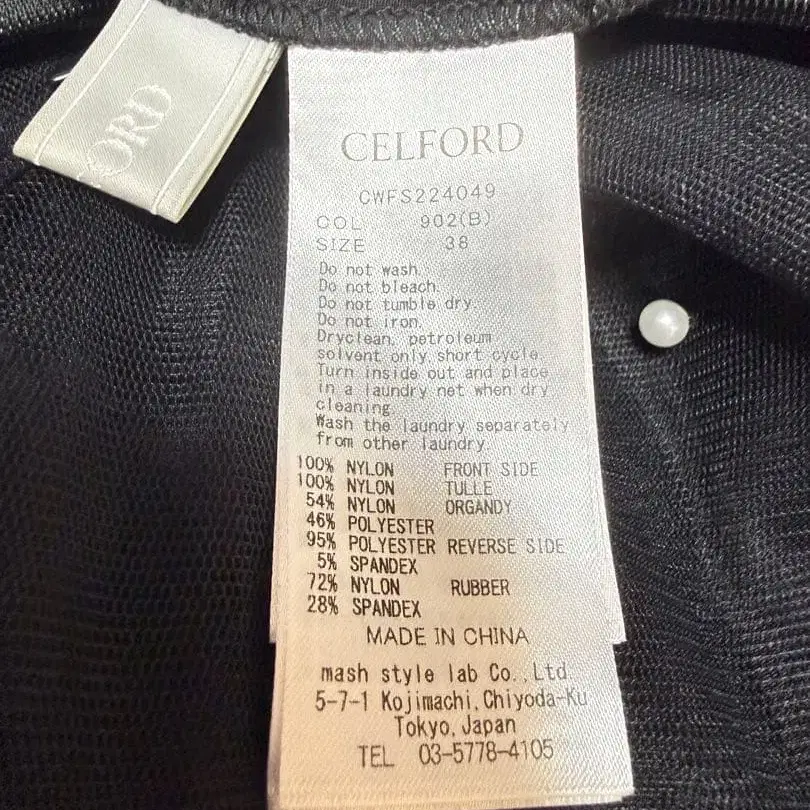 ORD
CELFORD
CWFS224049
COL 902(B)
SIZE 38
Do not wash.
Do not bleach.
Do not tumble dry.
Do not iron.
Dryclean, petroleum
solvent only, short cycle.
Turn inside out and place
in a laundry net when dry
cleaning.
Wash the laundry separately
from other laundry.
100% NYLON FRONT SIDE
100% NYLON TULLE
54% NYLON ORGANDY
46% POLYESTER
95% POLYESTER REVERSE SIDE
5% SPANDEX
72% NYLON RUBBER
28% SPANDEX
MADE IN CHINA
mash style lab Co.,Ltd.
5-7-1 Kojimachi,Chiyoda-Ku
Tokyo,Japan
TEL 03-5778-4105